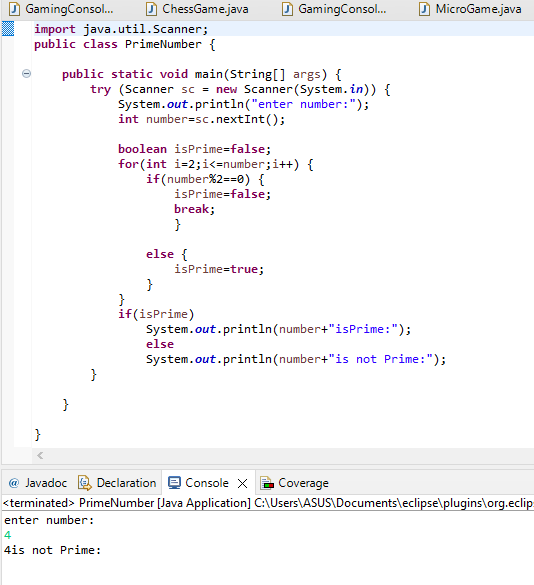 GamingConsol... ChessGame.java GamingConsol... MicroGame.java
import java.util.Scanner;
public class PrimeNumber {
public static void main(String[] args) {
try (Scanner sc = new Scanner(System.in)) {
System.out.println("enter number:");
int number=sc.nextInt();
boolean isPrime=false;
for(int i=2;i<=number;i++) {
if(number%2==0) {
isPrime=false;
break;
}
else {
isPrime=true;
}
}
if(isPrime)
System.out.println(number+"isPrime:");
else
System.out.println(number+"is not Prime:");
}
}
}
@ Javadoc Declaration Console Coverage
<terminated> PrimeNumber [Java Application] C:\Users\ASUS\Documents\eclipse\plugins\org.eclip
enter number:
4
4is not Prime: